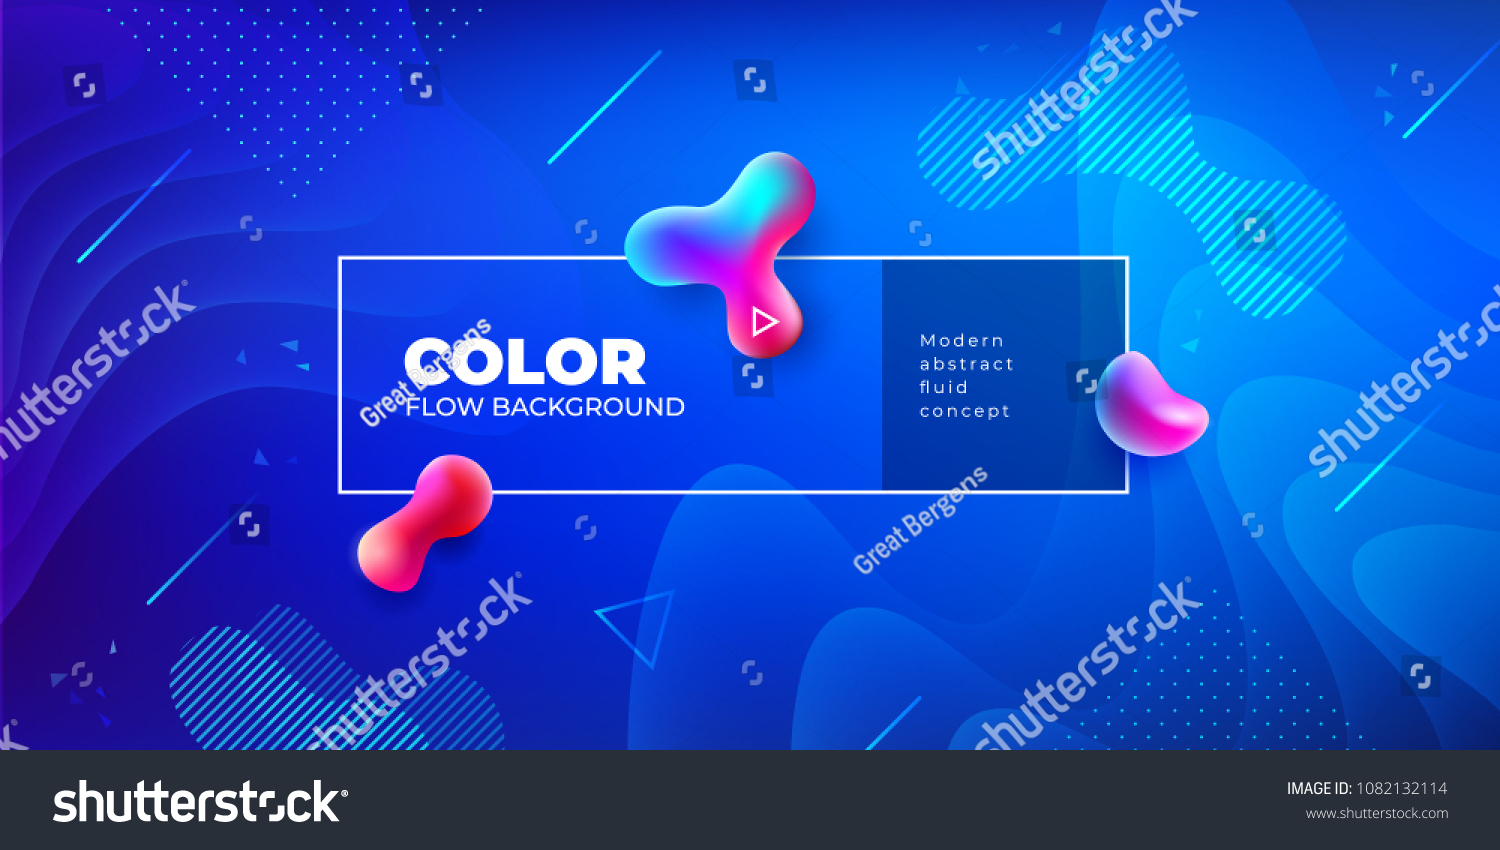 shutterstock
COLOR
FLOW BACKGROUND
Modern
abstract
fluid
concept
Great Bergens
Great Bergens
shutterstock
shutterstock
shutterstock
shutterstock
shutterstock®
IMAGE ID: 1082132114
www.shutterstock.com